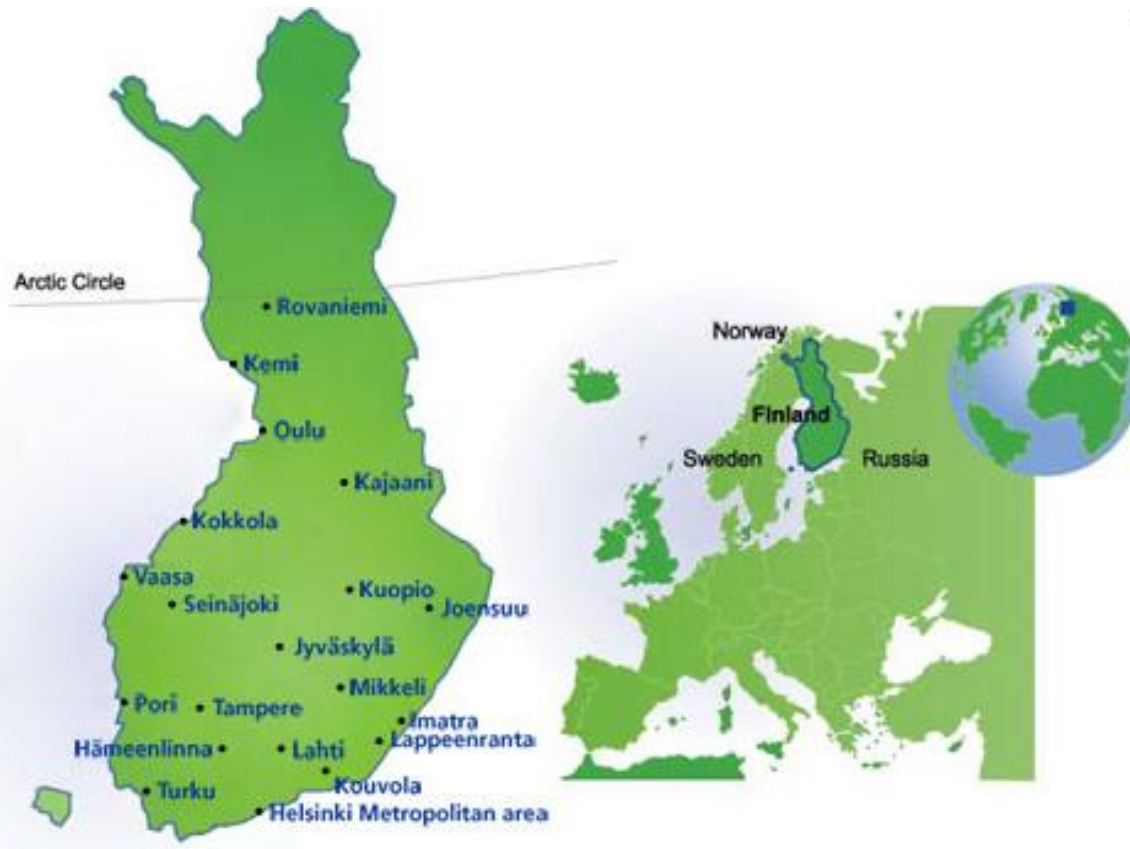 Arctic Circle
Rovaniemi
Kemi
Oulu
Kajaani
Kokkola
Vaasa
Seinäjoki
Kuopio
Joensuu
Jyväskylä
Mikkeli
Pori
Tampere
Imatra
Hämeenlinna
Lahti
Lappeenranta
Turku
Kouvola
Helsinki Metropolitan area
Norway
Finland
Sweden
Russia